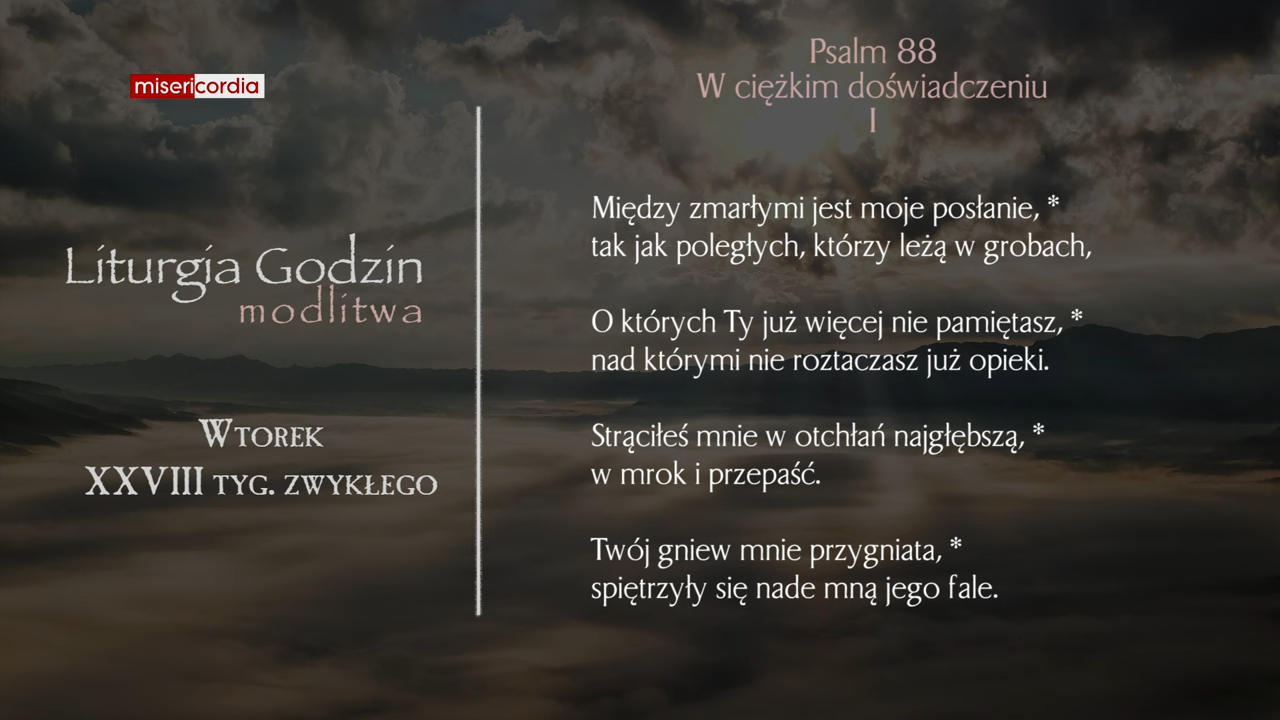 misericordia
Liturgia Godzin
modlitwa
Wtorek
XXVIII tyg. zwykłego
Psalm 88
W ciężkim doświadczeniu
I
Między zmarłymi jest moje posłanie, *
tak jak poległych, którzy leżą w grobach,
O których Ty już więcej nie pamiętasz, *
nad którymi nie roztaczasz już opieki.
Strąciłeś mnie w otchłań najgłębszą, *
w mrok i przepaść.
Twój gniew mnie przygniata, *
spiętrzyły się nade mną jego fale.